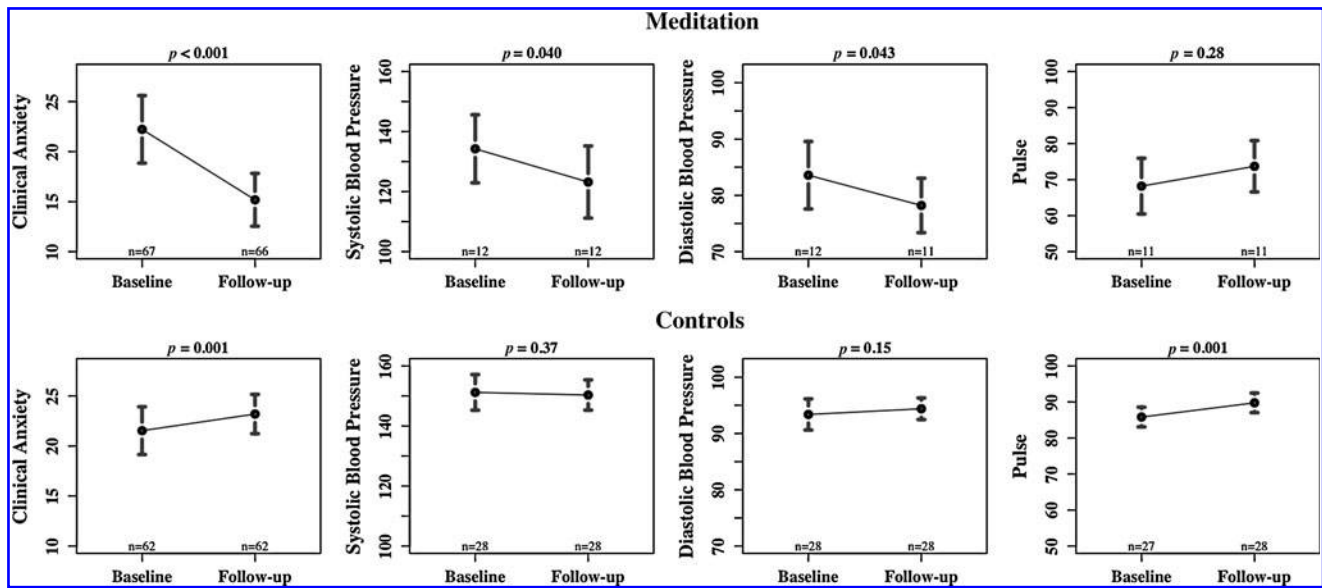 Meditation
p < 0.001
p = 0.040
p = 0.043
p = 0.28
Clinical Anxiety
25
20
15
10
n=67
n=66
Baseline
Follow-up
Systolic Blood Pressure
160
140
120
100
n=12
n=12
Baseline
Follow-up
Diastolic Blood Pressure
100
90
80
70
n=12
n=11
Baseline
Follow-up
Pulse
100
90
80
70
60
50
n=11
n=11
Baseline
Follow-up
Controls
p = 0.001
p = 0.37
p = 0.15
p = 0.001
Clinical Anxiety
25
20
15
10
n=62
n=62
Baseline
Follow-up
Systolic Blood Pressure
160
140
120
100
n=28
n=28
Baseline
Follow-up
Diastolic Blood Pressure
100
90
80
70
n=28
n=28
Baseline
Follow-up
Pulse
100
90
80
70
60
50
n=27
n=28
Baseline
Follow-up